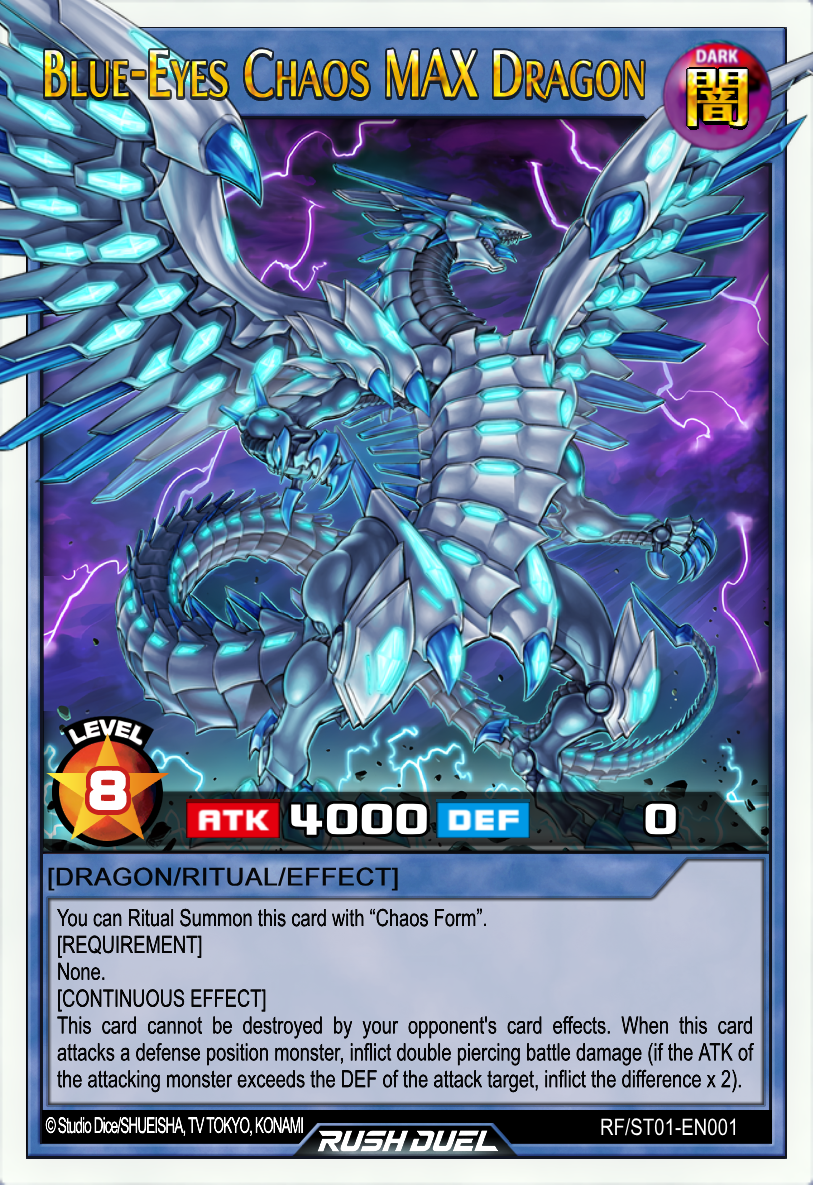 BLUE-EYES CHAOS MAX DRAGON
DARK
闇
LEVEL
8
ATK 4000 DEF 0
[DRAGON/RITUAL/EFFECT]
You can Ritual Summon this card with “Chaos Form”.
[REQUIREMENT]
None.
[CONTINUOUS EFFECT]
This card cannot be destroyed by your opponent's card effects. When this card
attacks a defense position monster, inflict double piercing battle damage (if the ATK of
the attacking monster exceeds the DEF of the attack target, inflict the difference x 2).
© Studio Dice/SHUEISHA, TV TOKYO, KONAMI
RUSH DUEL
RF/ST01-EN001